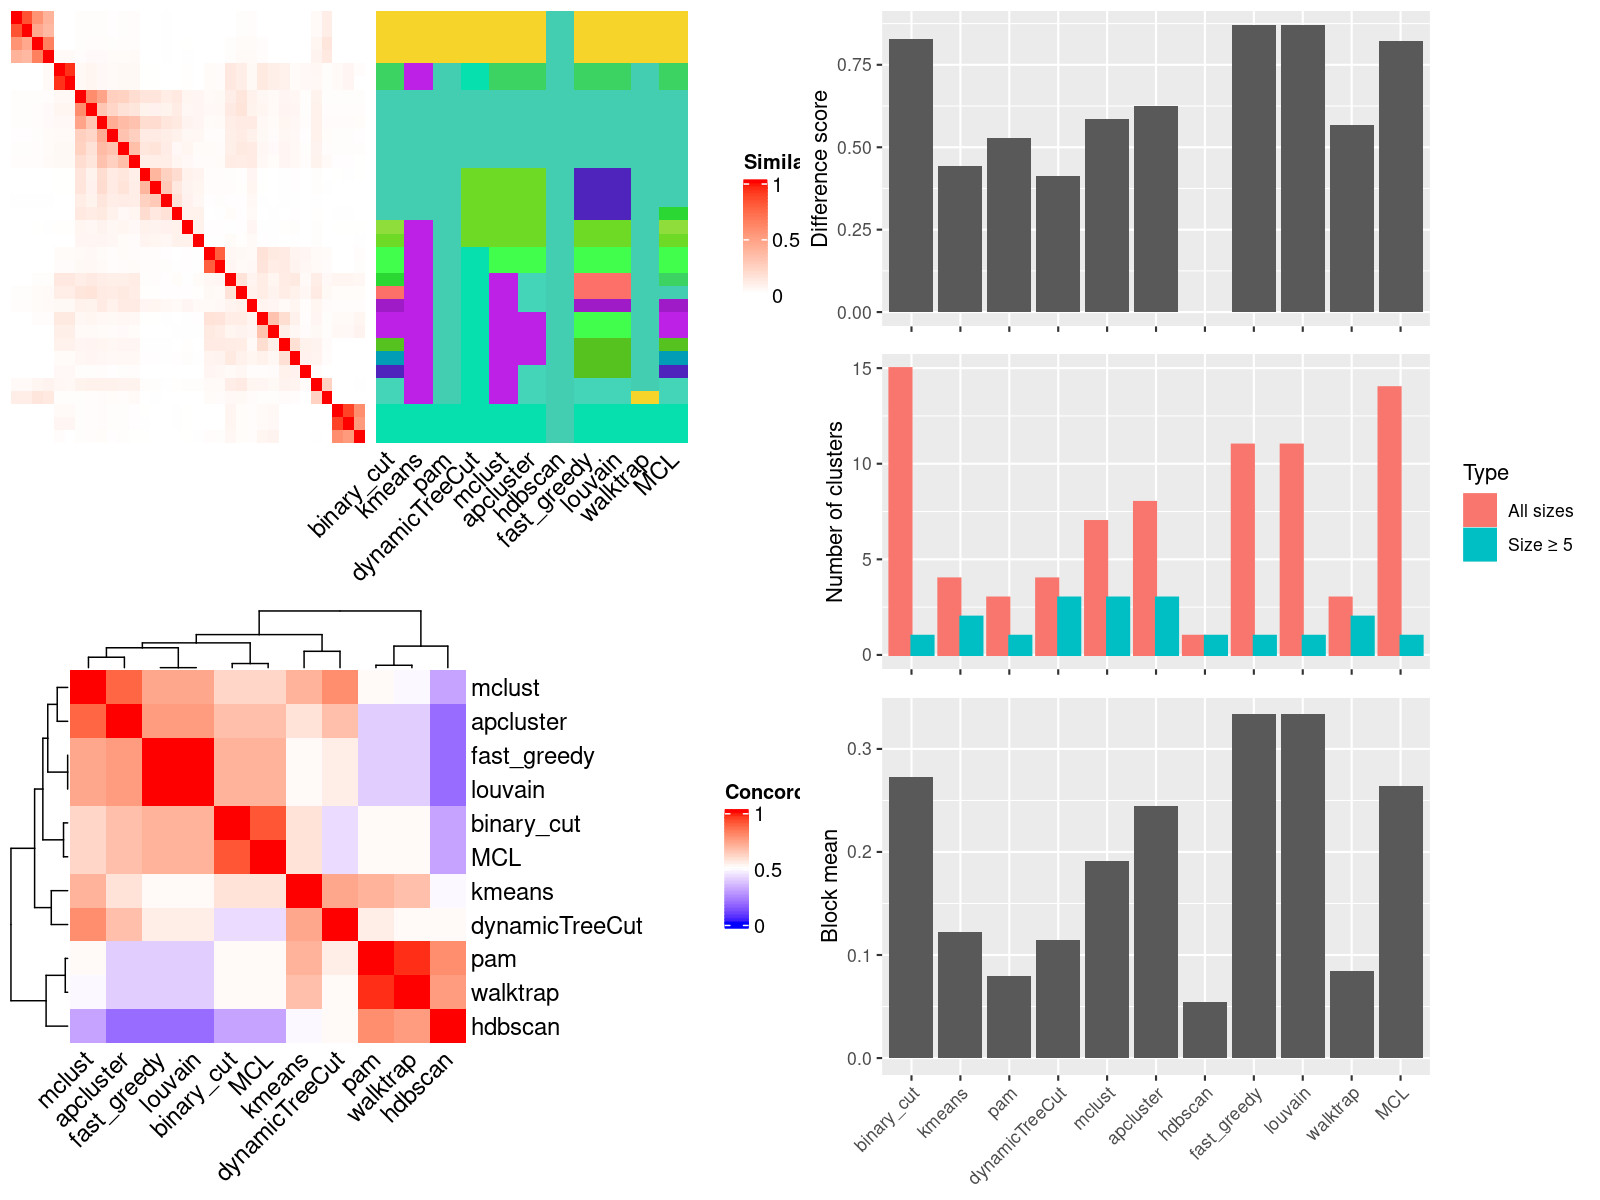 Simila
1
0.5
0
binary_cut
kmeans
pam
dynamicTreeCut
mclust
apcluster
hdbscan
fast_greedy
louvain
walktrap
MCL
mclust
apcluster
fast_greedy
louvain
binary_cut
MCL
kmeans
dynamicTreeCut
pam
walktrap
hdbscan
mclust
apcluster
fast_greedy
louvain
binary_cut
MCL
kmeans
dynamicTreeCut
pam
walktrap
hdbscan
Concord
1
0.5
0
Difference score
0.75
0.50
0.25
0.00
Number of clusters
15
10
5
0
Type
All sizes
Size ≥ 5
Block mean
0.3
0.2
0.1
0.0
binary_cut
kmeans
pam
dynamicTreeCut
mclust
apcluster
hdbscan
fast_greedy
louvain
walktrap
MCL